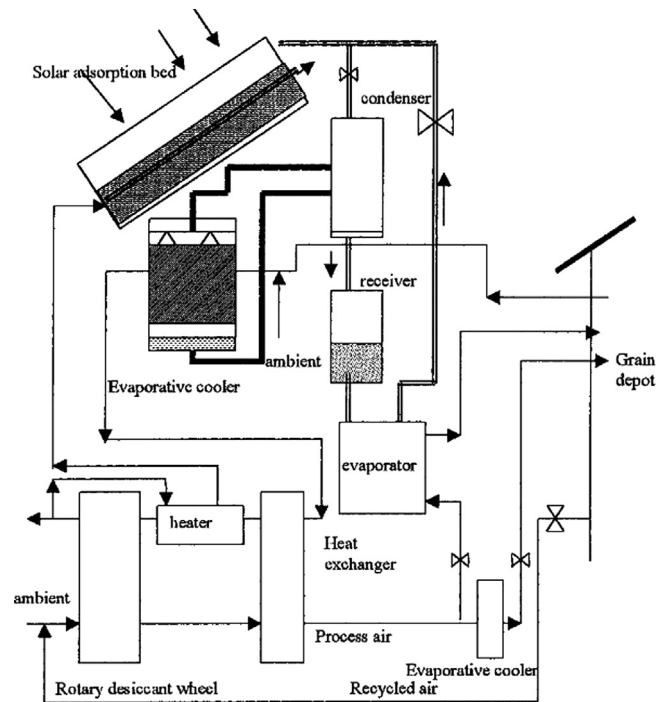 Solar adsorption bed
condenser
receiver
ambient
Grain
depot
Evaporative cooler
evaporator
heater
Heat
exchanger
ambient
Process air
Evaporative cooler
Rotary desiccant wheel
Recycled air